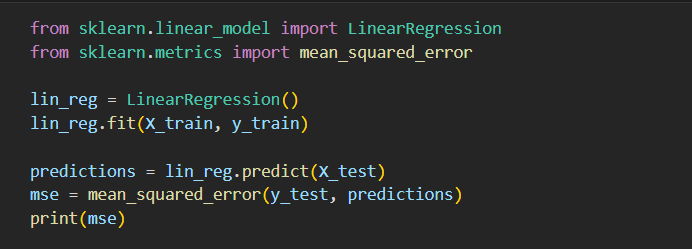 from sklearn.linear_model import LinearRegression
from sklearn.metrics import mean_squared_error
lin_reg = LinearRegression()
lin_reg.fit(X_train, y_train)
predictions = lin_reg.predict(X_test)
mse = mean_squared_error(y_test, predictions)
print(mse)